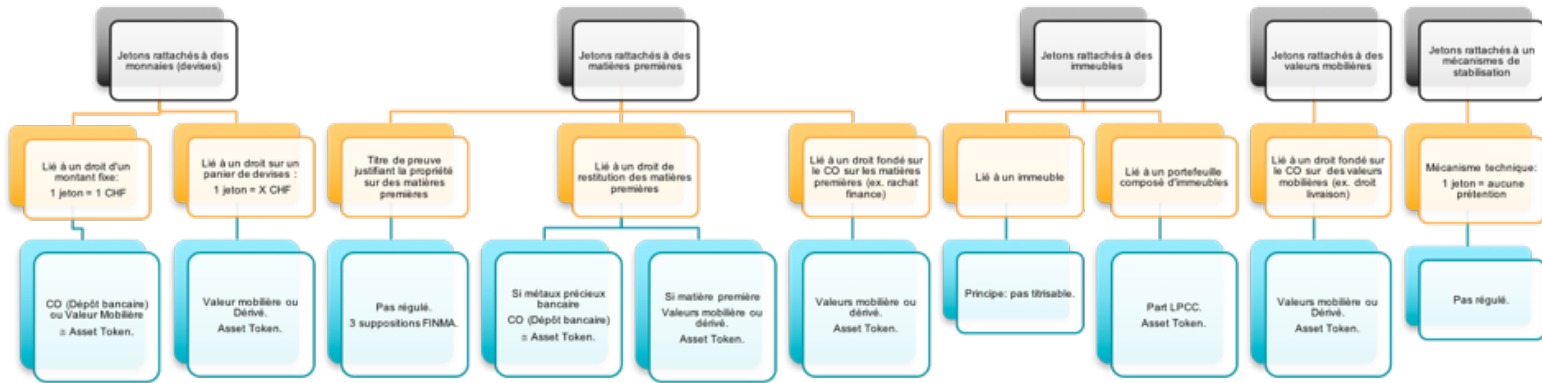 Jetons rattachés à des
monnaies (devises)
Jetons rattachés à des
matières premières
Jetons rattachés à des
immeubles
Jetons rattachés à des
valeurs mobilières
Jetons rattachés à un
mécanismes de
stabilisation
Lié à un droit d'un
montant fixe:
1 jeton = 1 CHF
Lié à un droit sur un
panier de devises :
1 jeton = X CHF
Titre de preuve
justifiant la propriété
sur des matières
premières
Lié à un droit de
restitution des matières
premières
Lié à un droit fondé sur
le CO sur les matières
premières (ex. rachat
finance)
Lié à un immeuble
Lié à un portefeuille
composé d'immeubles
Lié à un droit fondé sur
le CO sur des valeurs
mobilières (ex. droit
livraison)
Mécanisme technique:
1 jeton = aucune
prétention
CO (Dépôt bancaire)
ou Valeur Mobilière
= Asset Token.
Valeur mobilière ou
Dérivé.
Asset Token.
Pas régulé.
3 suppositions FINMA.
Si métaux précieux
bancaire
CO (Dépôt bancaire)
= Asset Token.
Si matière première
Valeurs mobilière ou
dérivé.
Asset Token.
Valeurs mobilière ou
dérivé.
Asset Token.
Principe: pas titrisable.
Part LPCC.
Asset Token.
Valeurs mobilière ou
Dérivé.
Asset Token.
Pas régulé.